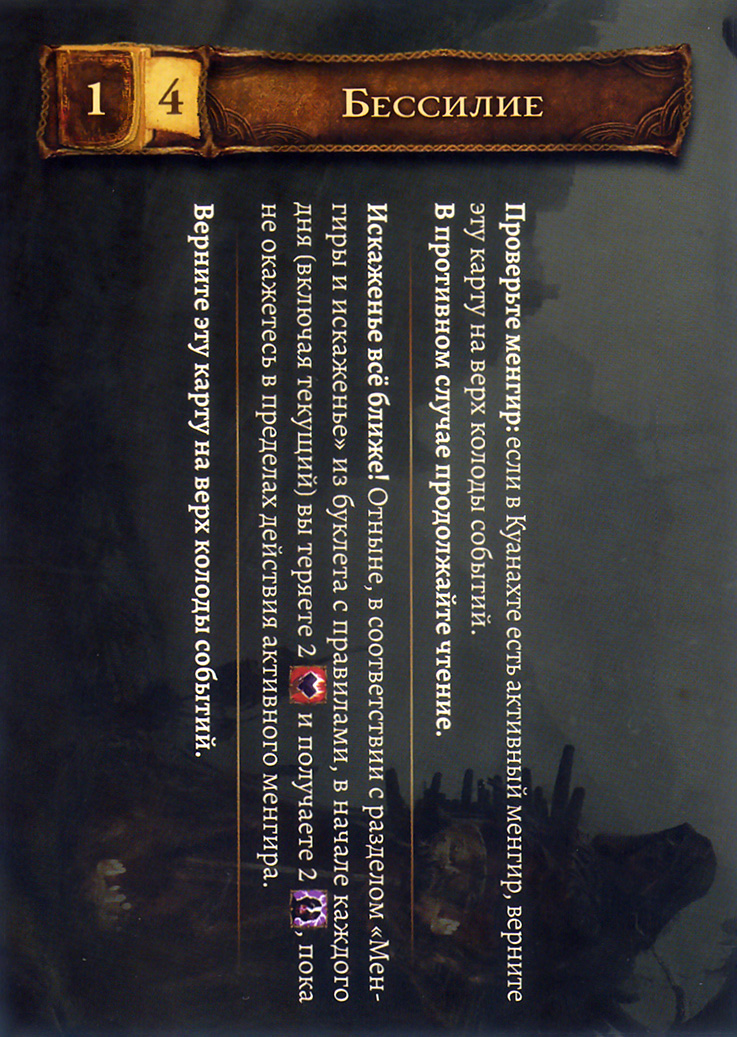 1 4 Бессилие
Проверьте менгир: если в Куанахте есть активный менгир, верните
эту карту на верх колоды событий.
В противном случае продолжайте чтение.
Искаженье всё ближе! Отныне, в соответствии с разделом «Мен-
гиры и искаженье» из буклета с правилами, в начале каждого
дня (включая текущий) вы теряете 2 и получаете 2 , пока
не окажетесь в пределах действия активного менгира.
Верните эту карту на верх колоды событий.